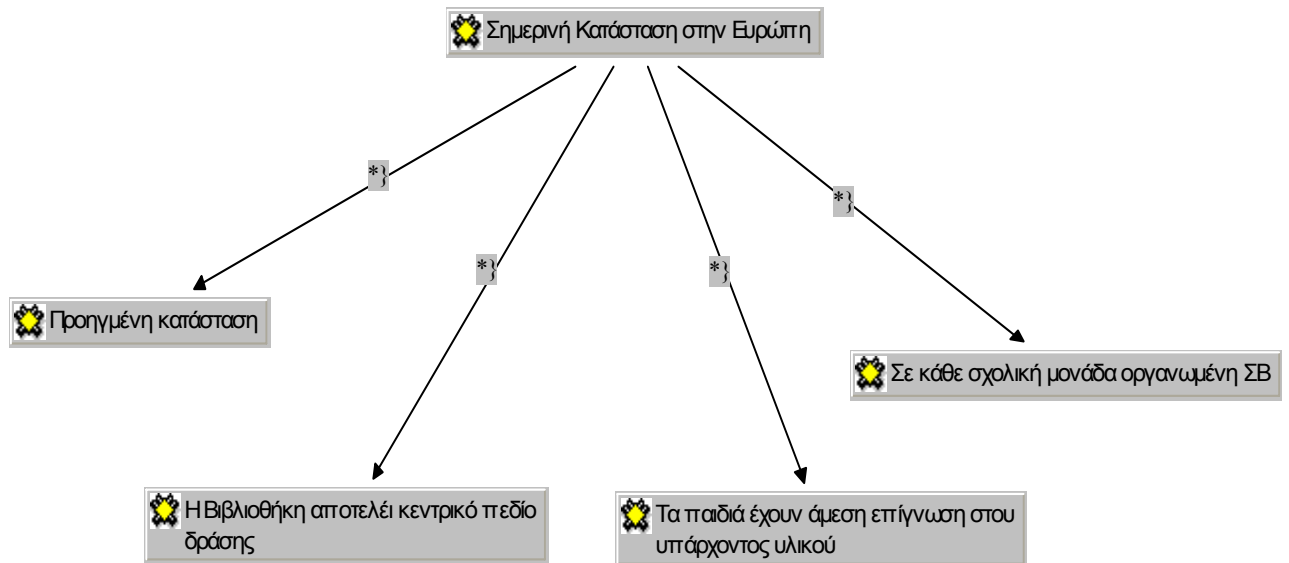 Σημερινή Κατάσταση στην Ευρώπη
*}
*}
*}
*}
Προηγμένη κατάσταση
Σε κάθε σχολική μονάδα οργανωμένη ΣΒ
Η Βιβλιοθήκη αποτελέι κεντρικό πεδίο
δράσης
Τα παιδιά έχουν άμεση επίγνωση στου
υπάρχοντος υλικού